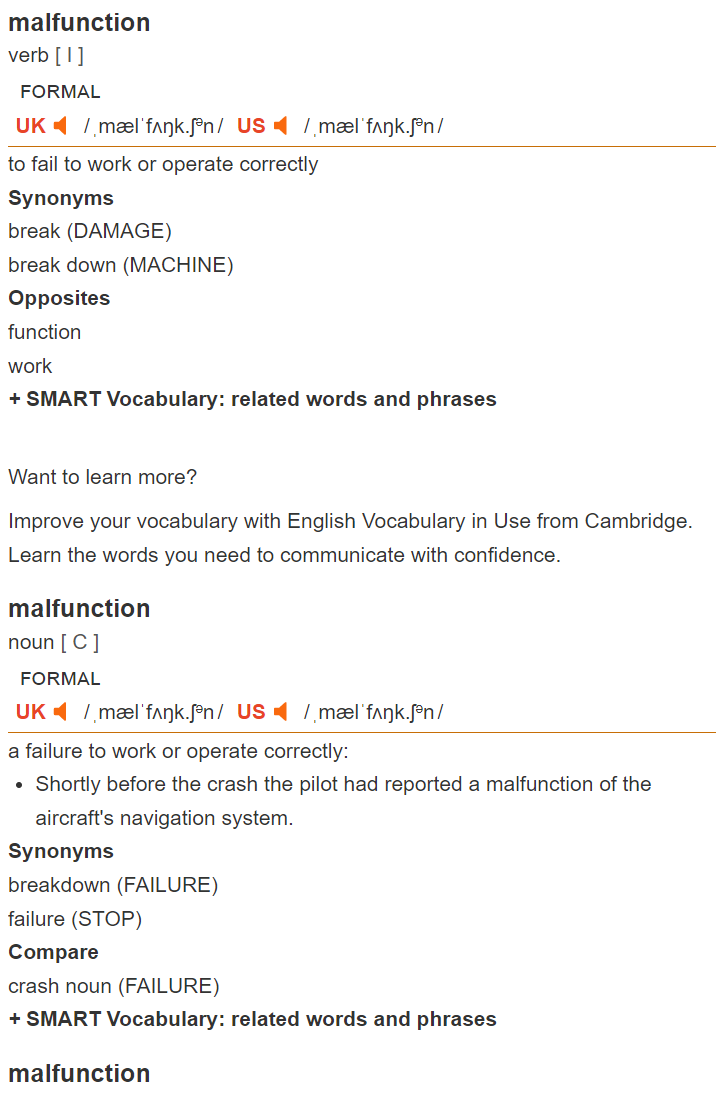 malfunction
verb [ I ]
FORMAL
UK /ˌmælˈfʌŋk.ʃᵊn/ US /ˌmælˈfʌŋk.ʃᵊn/
to fail to work or operate correctly
Synonyms
break (DAMAGE)
break down (MACHINE)
Opposites
function
work
+ SMART Vocabulary: related words and phrases
Want to learn more?
Improve your vocabulary with English Vocabulary in Use from Cambridge.
Learn the words you need to communicate with confidence.
malfunction
noun [ C ]
FORMAL
UK /ˌmælˈfʌŋk.ʃᵊn/ US /ˌmælˈfʌŋk.ʃᵊn/
a failure to work or operate correctly:
• Shortly before the crash the pilot had reported a malfunction of the
aircraft's navigation system.
Synonyms
breakdown (FAILURE)
failure (STOP)
Compare
crash noun (FAILURE)
+ SMART Vocabulary: related words and phrases
malfunction